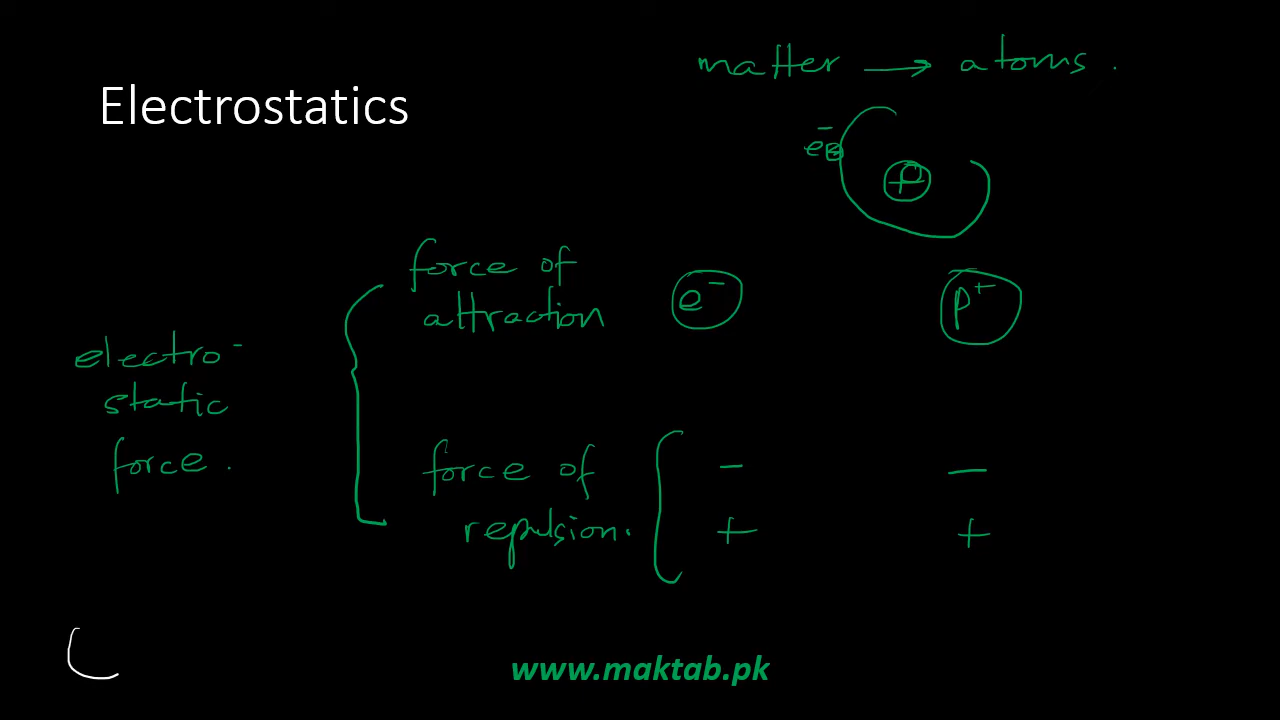 matter → atoms.
Electrostatics
e⁻
p
force of
attraction
e⁻
p⁺
electro-
static
force.
force of
repulsion.
− −
+ +
www.maktab.pk